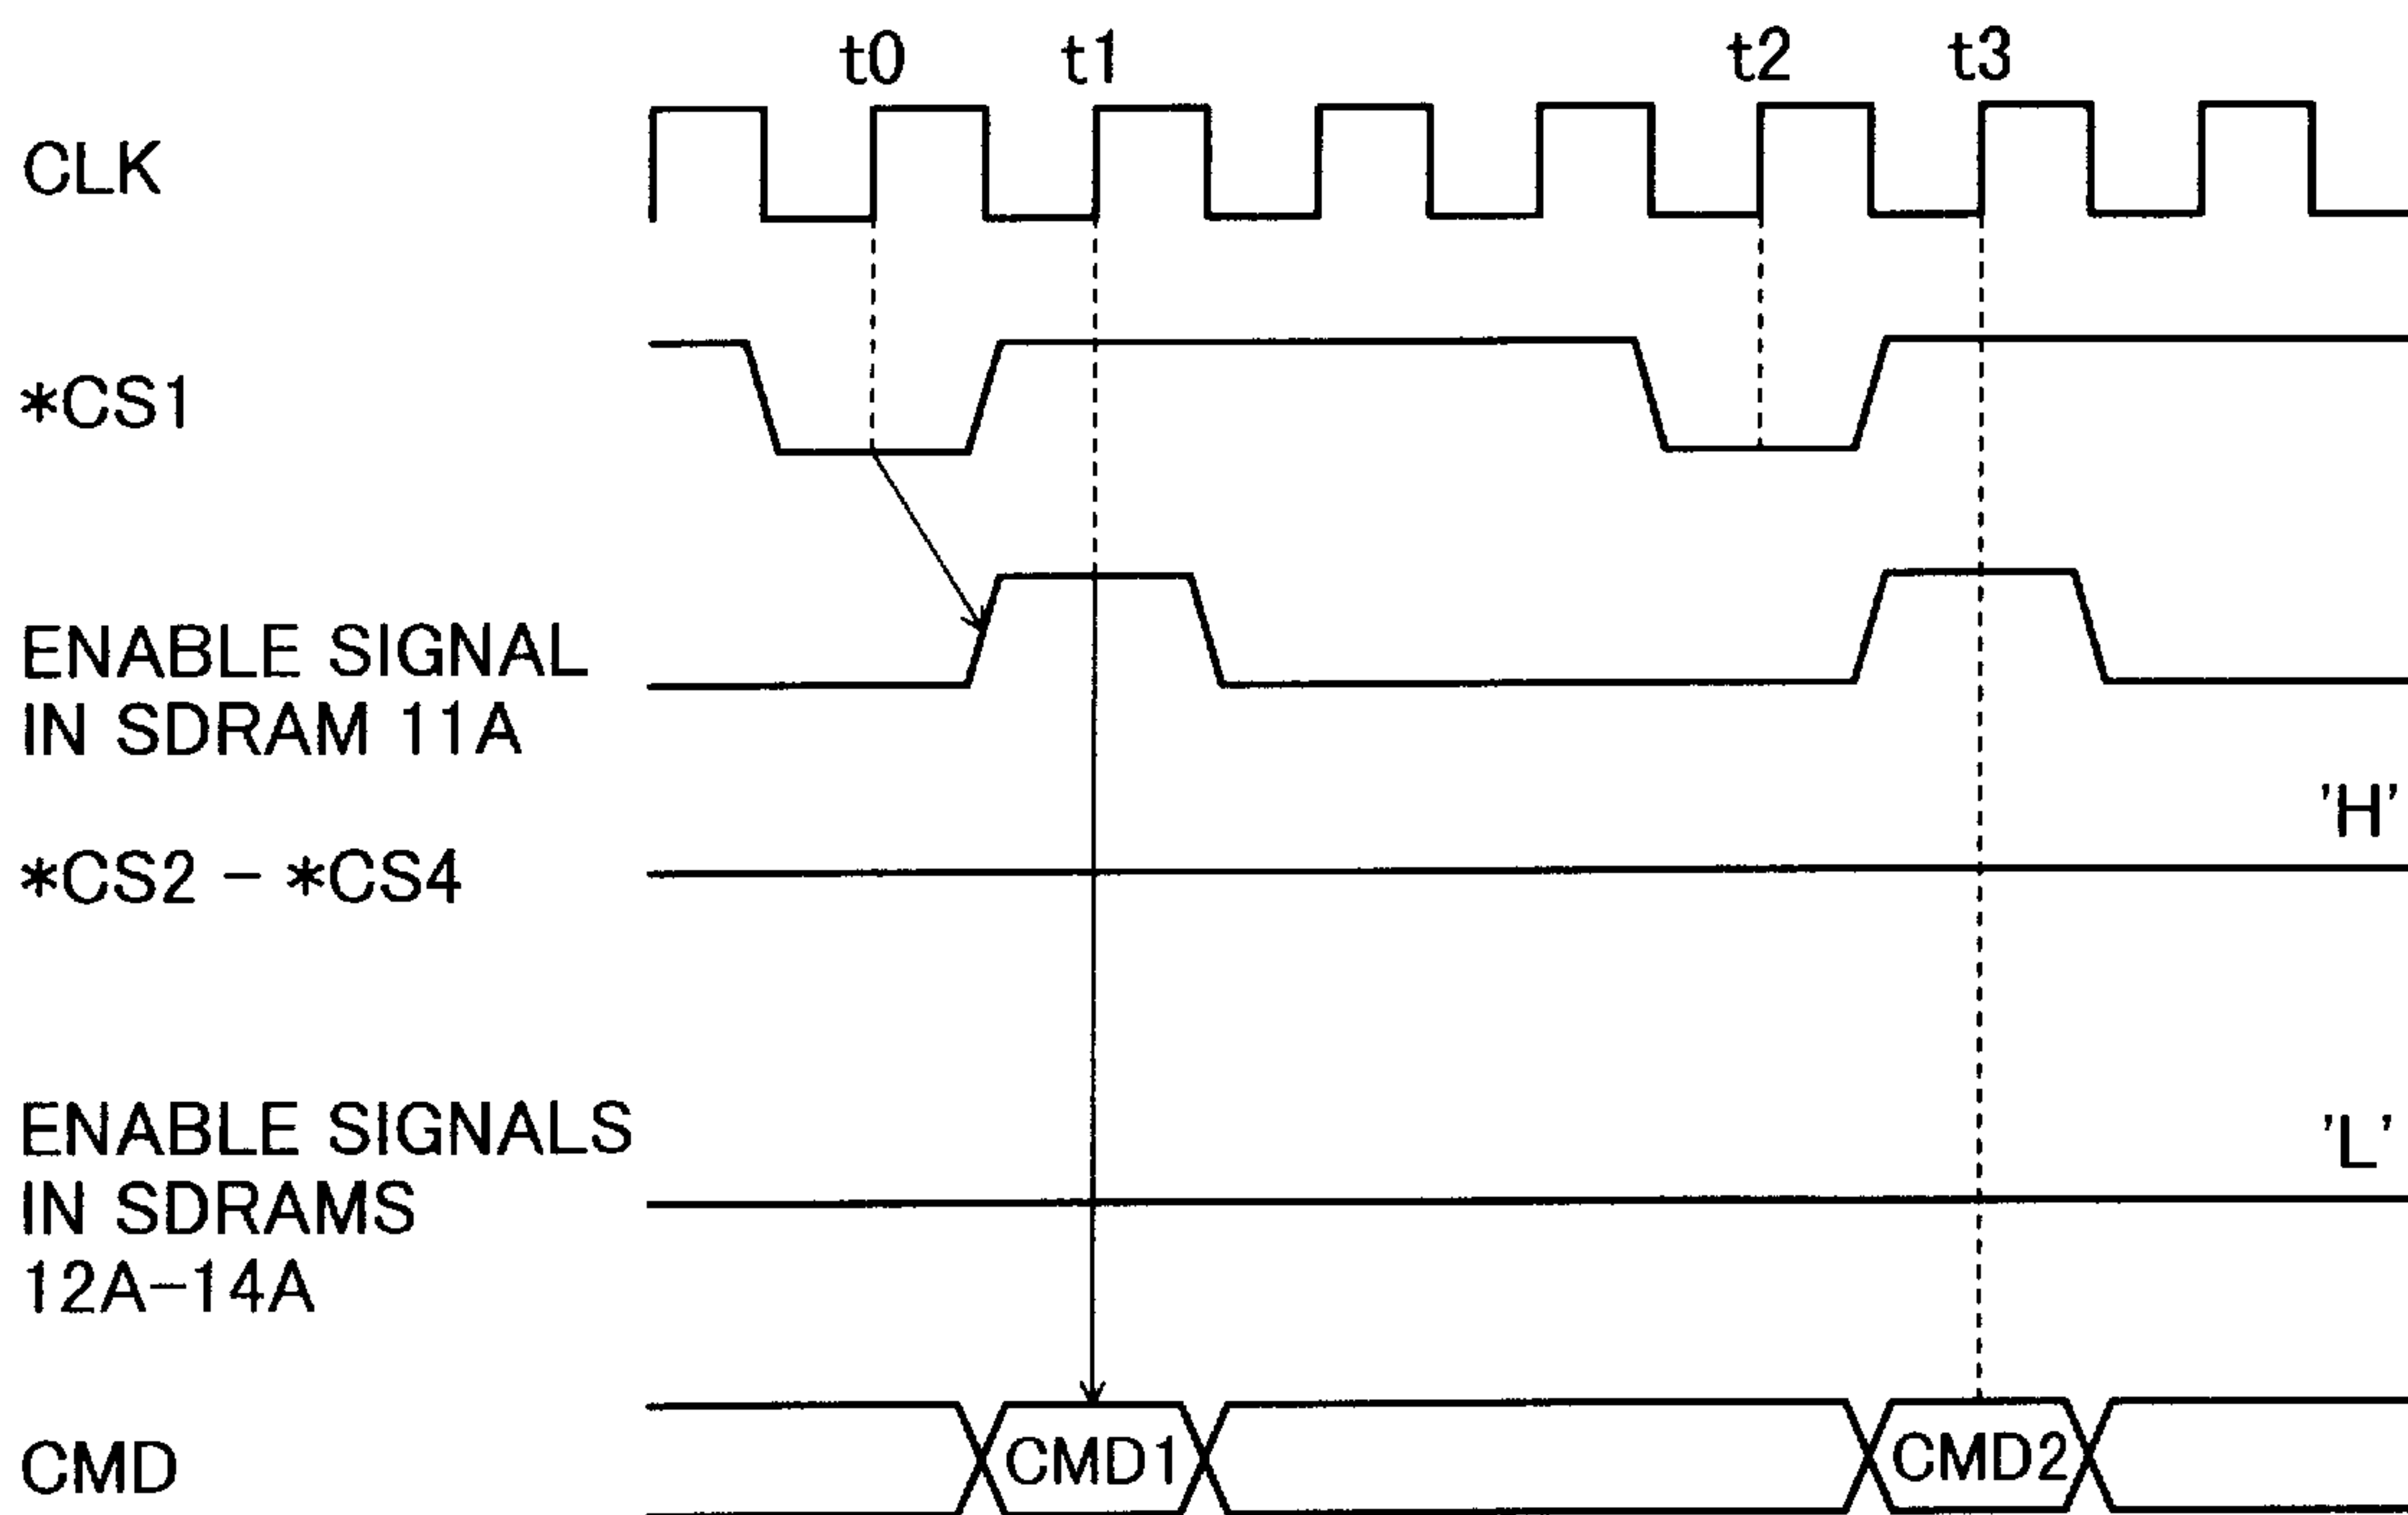 t0 t1 t2 t3
CLK
*CS1
ENABLE SIGNAL
IN SDRAM 11A
'H'
*CS2 - *CS4
ENABLE SIGNALS
'L'
IN SDRAMS
12A-14A
CMD CMD1 CMD2